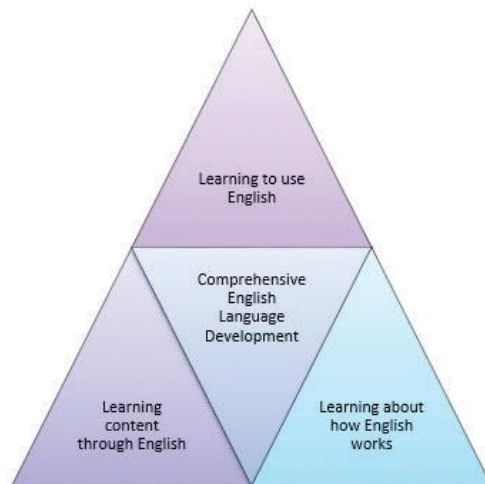 Learning to use
English
Comprehensive
English
Language
Development
Learning
content
through English
Learning about
how English
works